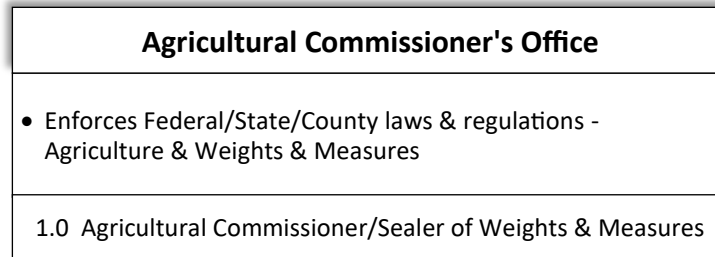 Agricultural Commissioner's Office
• Enforces Federal/State/County laws & regulations -
Agriculture & Weights & Measures
1.0 Agricultural Commissioner/Sealer of Weights & Measures